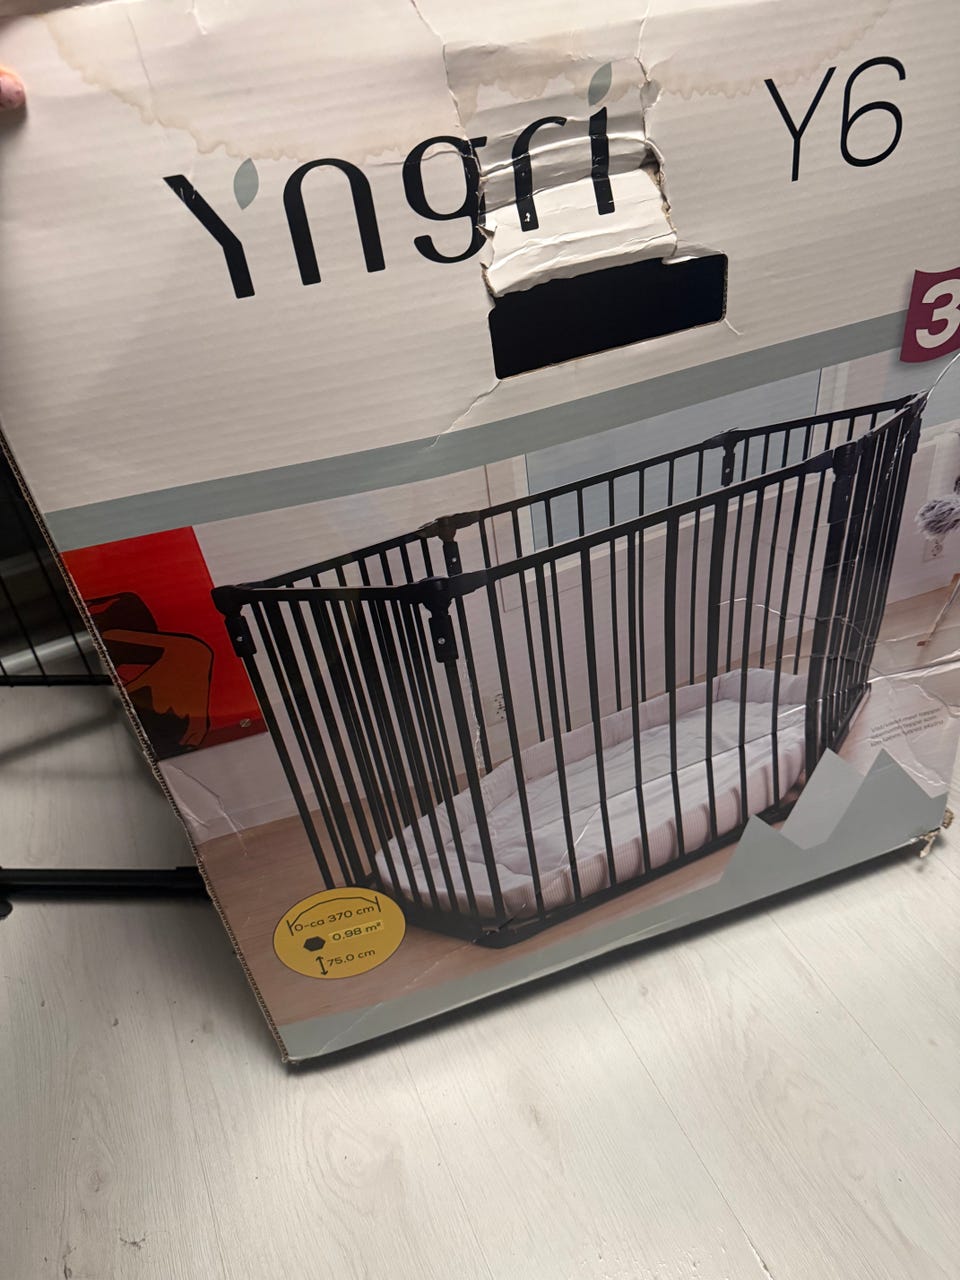 Yngri
Y6
3
0-ca 370 cm
0.98 m²
75.0 cm